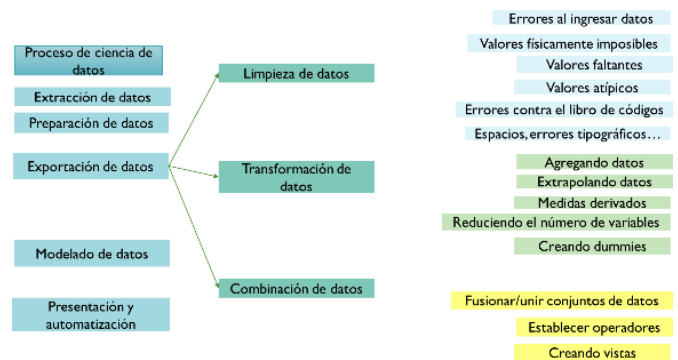 Proceso de ciencia de
datos
Extracción de datos
Preparación de datos
Exportación de datos
Modelado de datos
Presentación y
automatización
Limpieza de datos
Transformación de
datos
Combinación de datos
Errores al ingresar datos
Valores físicamente imposibles
Valores faltantes
Valores atípicos
Errores contra el libro de códigos
Espacios, errores tipográficos…
Agregando datos
Extrapolando datos
Medidas derivados
Reduciendo el número de variables
Creando dummies
Fusionar/unir conjuntos de datos
Establecer operadores
Creando vistas